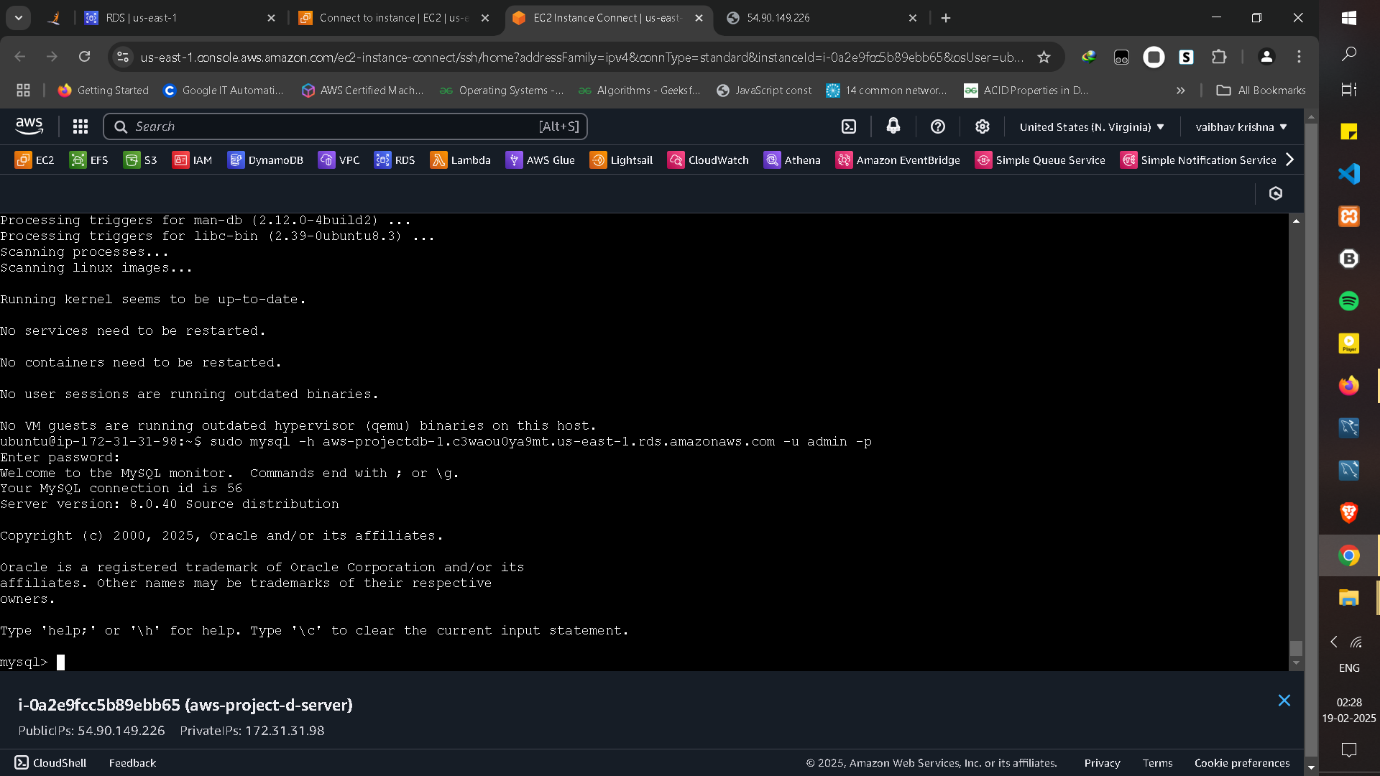 RDS | us-east-1
Connect to instance | EC2 | us-e
EC2 Instance Connect | us-east-
54.90.149.226
us-east-1.console.aws.amazon.com/ec2-instance-connect/ssh/home?addressFamily=ipv4&connType=standard&instanceId=i-0a2e9fcc5b89ebb65&osUser=ub...
Getting Started
Google IT Automati...
AWS Certified Mach...
Operating Systems -...
Algorithms - Geeksf...
JavaScript const
14 common networ...
ACID Properties in D...
All Bookmarks
aws
Search
[Alt+S]
United States (N. Virginia)
vaibhav krishna
EC2
EFS
S3
IAM
DynamoDB
VPC
RDS
Lambda
AWS Glue
Lightsail
CloudWatch
Athena
Amazon EventBridge
Simple Queue Service
Simple Notification Service
Processing triggers for man-db (2.12.0-4build2) ...
Processing triggers for libc-bin (2.39-0ubuntu8.3) ...
Scanning processes...
Scanning linux images...
Running kernel seems to be up-to-date.
No services need to be restarted.
No containers need to be restarted.
No user sessions are running outdated binaries.
No VM guests are running outdated hypervisor (qemu) binaries on this host.
ubuntu@ip-172-31-31-98:~$ sudo mysql -h aws-projectdb-1.c3waou0ya9mt.us-east-1.rds.amazonaws.com -u admin -p
Enter password:
Welcome to the MySQL monitor.  Commands end with ; or \g.
Your MySQL connection id is 56
Server version: 8.0.40 Source distribution
Copyright (c) 2000, 2025, Oracle and/or its affiliates.
Oracle is a registered trademark of Oracle Corporation and/or its
affiliates. Other names may be trademarks of their respective
owners.
Type 'help;' or '\h' for help. Type '\c' to clear the current input statement.
mysql>
i-0a2e9fcc5b89ebb65 (aws-project-d-server)
PublicIPs: 54.90.149.226
PrivateIPs: 172.31.31.98
CloudShell
Feedback
© 2025, Amazon Web Services, Inc. or its affiliates.
Privacy
Terms
Cookie preferences
ENG
02:28
19-02-2025